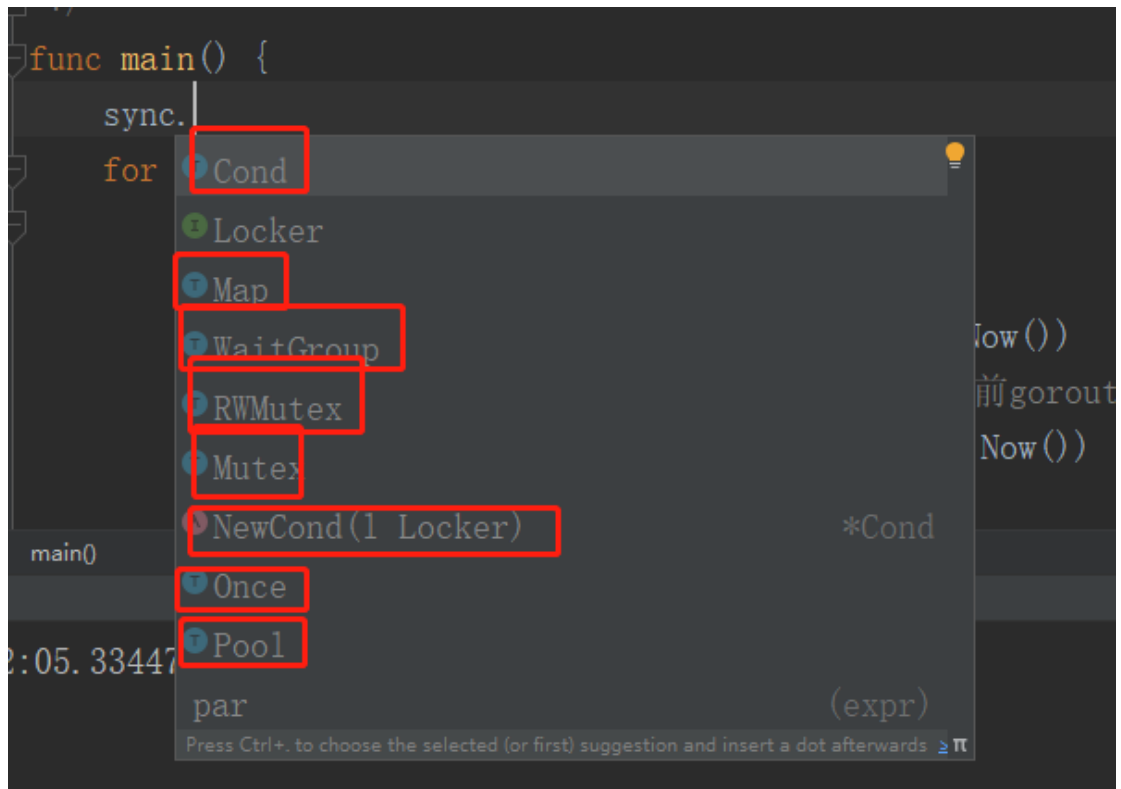 */
func main() {
sync.
for
Cond
Locker
Map
WaitGroup
Now())
RWMutex
前gorout
Mutex
Now())
NewCond(l Locker) *Cond
main()
Once
Pool
2:05.33447
par (expr)
Press Ctrl+. to choose the selected (or first) suggestion and insert a dot afterwards ≥ π